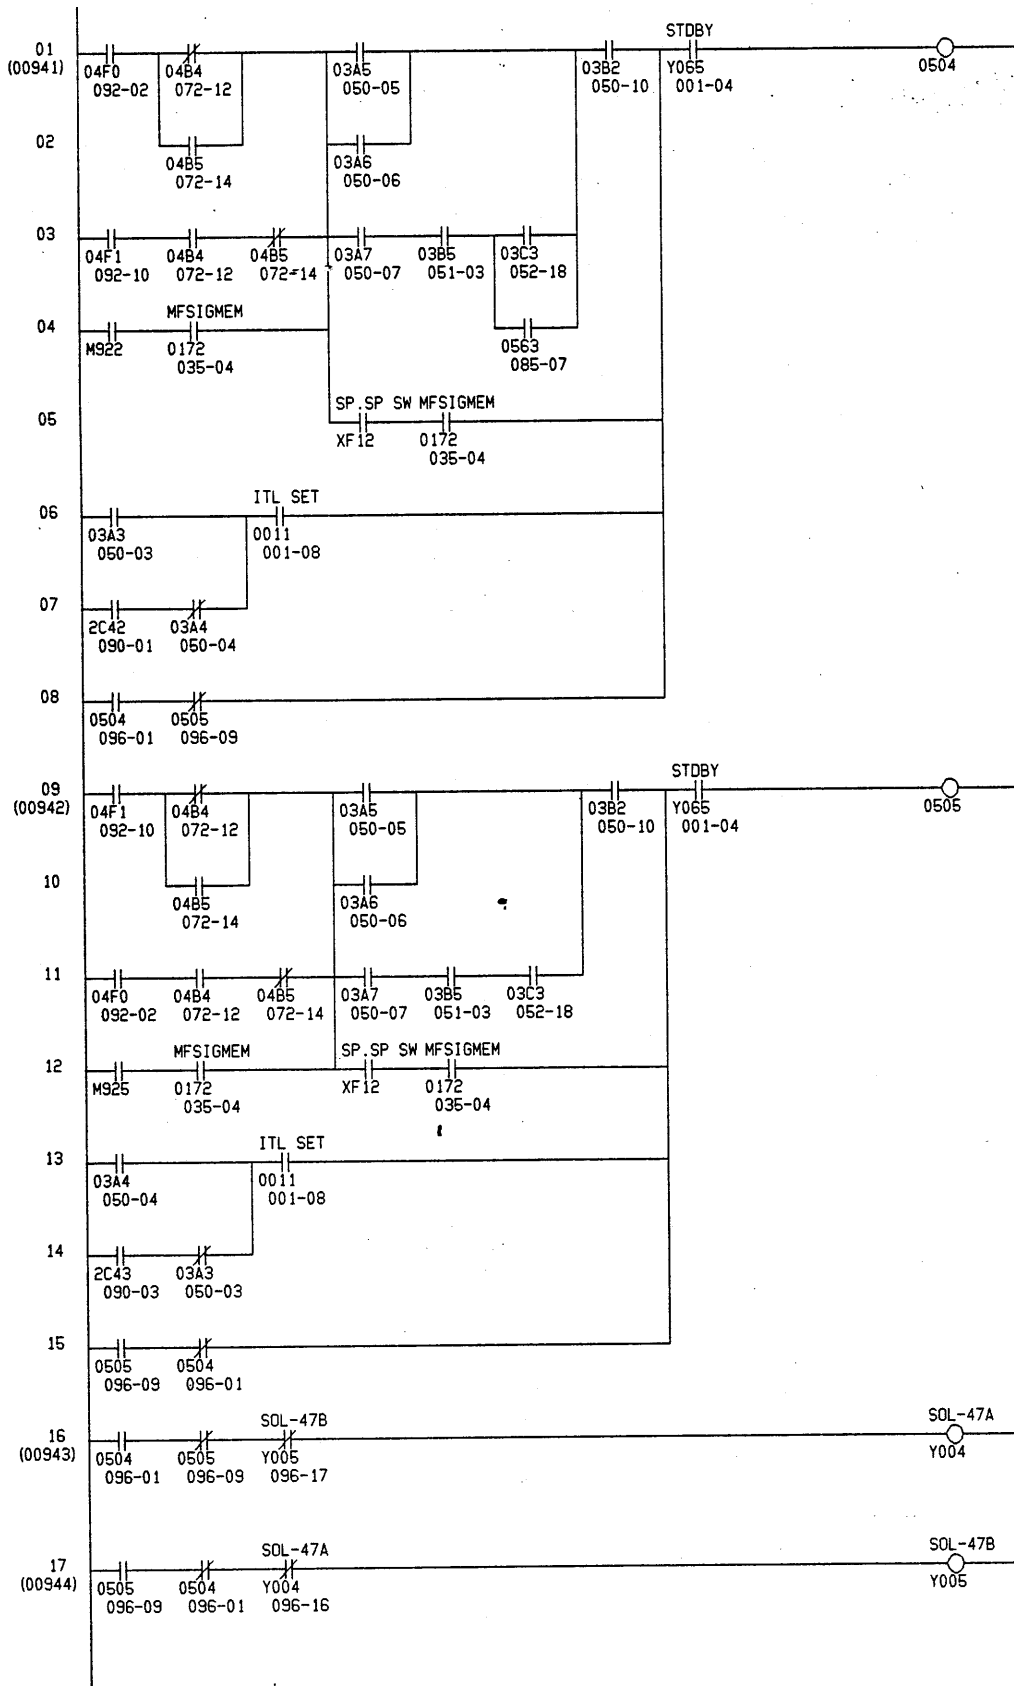 STDBY
01
(00941)
04F0 04B4 03A5 03B2 Y065 0504
092-02 072-12 050-05 050-10 001-04
02
04B5 03A6
072-14 050-06
03
04F1 04B4 04B5 03A7 03B5 03C3
092-10 072-12 072-14 050-07 051-03 052-18
MFSIGMEM
04
M922 0172 0563
035-04 085-07
SP.SP SW MFSIGMEM
05
XF12 0172
035-04
ITL SET
06
03A3 0011
050-03 001-08
07
2C42 03A4
090-01 050-04
08
0504 0505
096-01 096-09
STDBY
09
(00942)
04F1 04B4 03A5 03B2 Y065 0505
092-10 072-12 050-05 050-10 001-04
10
04B5 03A6
072-14 050-06
11
04F0 04B4 04B5 03A7 03B5 03C3
092-02 072-12 072-14 050-07 051-03 052-18
MFSIGMEM SP.SP SW MFSIGMEM
12
M925 0172 XF12 0172
035-04 035-04
ITL SET
13
03A4 0011
050-04 001-08
14
2C43 03A3
090-03 050-03
15
0505 0504
096-09 096-01
SOL-47B SOL-47A
16
(00943)
0504 0505 Y005 Y004
096-01 096-09 096-17
SOL-47A SOL-47B
17
(00944)
0505 0504 Y004 Y005
096-09 096-01 096-16